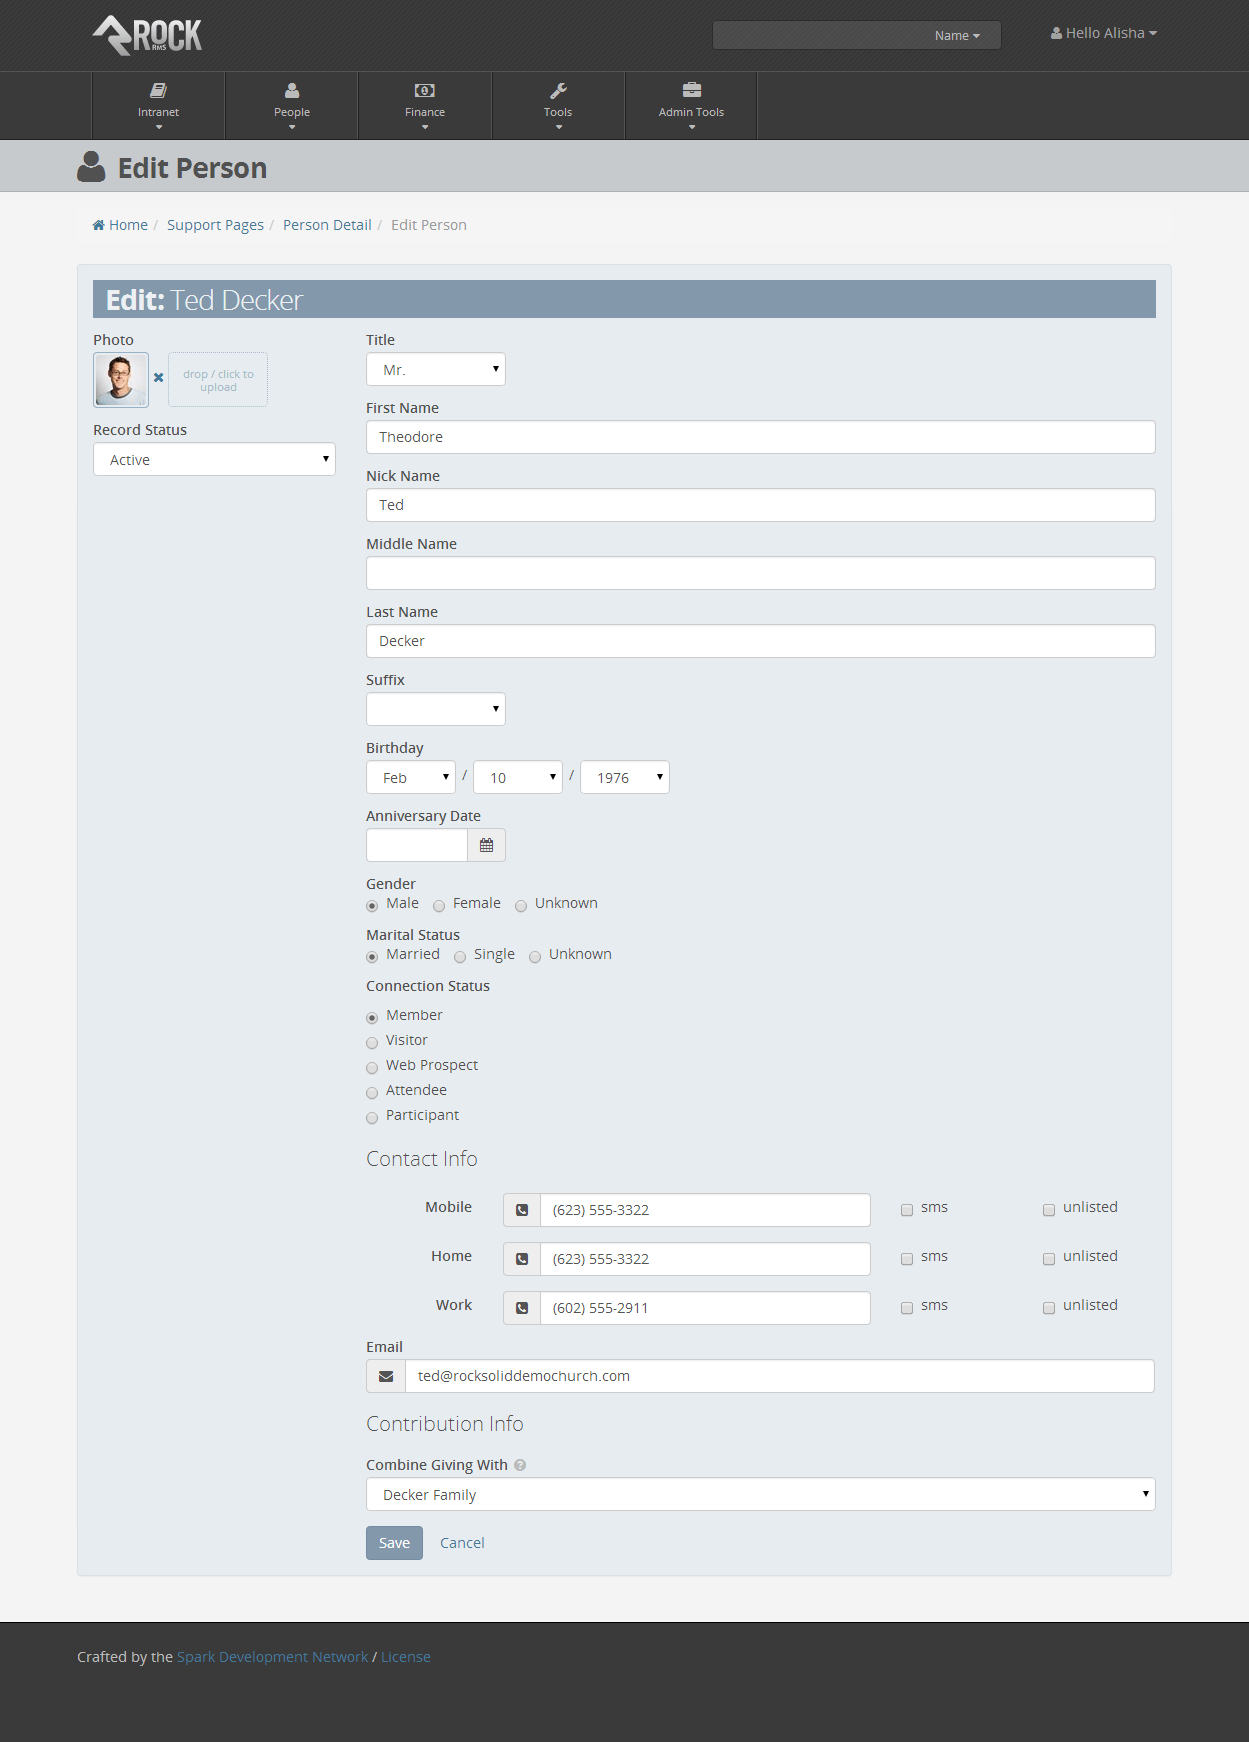 ROCK
RMS
Name
Hello Alisha
Intranet
People
Finance
Tools
Admin Tools
Edit Person
Home / Support Pages / Person Detail / Edit Person
Edit: Ted Decker
Photo
drop / click to
upload
Record Status
Active
Title
Mr.
First Name
Theodore
Nick Name
Ted
Middle Name
Last Name
Decker
Suffix
Birthday
Feb / 10 / 1976
Anniversary Date
Gender
Male Female Unknown
Marital Status
Married Single Unknown
Connection Status
Member
Visitor
Web Prospect
Attendee
Participant
Contact Info
Mobile (623) 555-3322 sms unlisted
Home (623) 555-3322 sms unlisted
Work (602) 555-2911 sms unlisted
Email
ted@rocksoliddemochurch.com
Contribution Info
Combine Giving With ?
Decker Family
Save Cancel
Crafted by the Spark Development Network / License